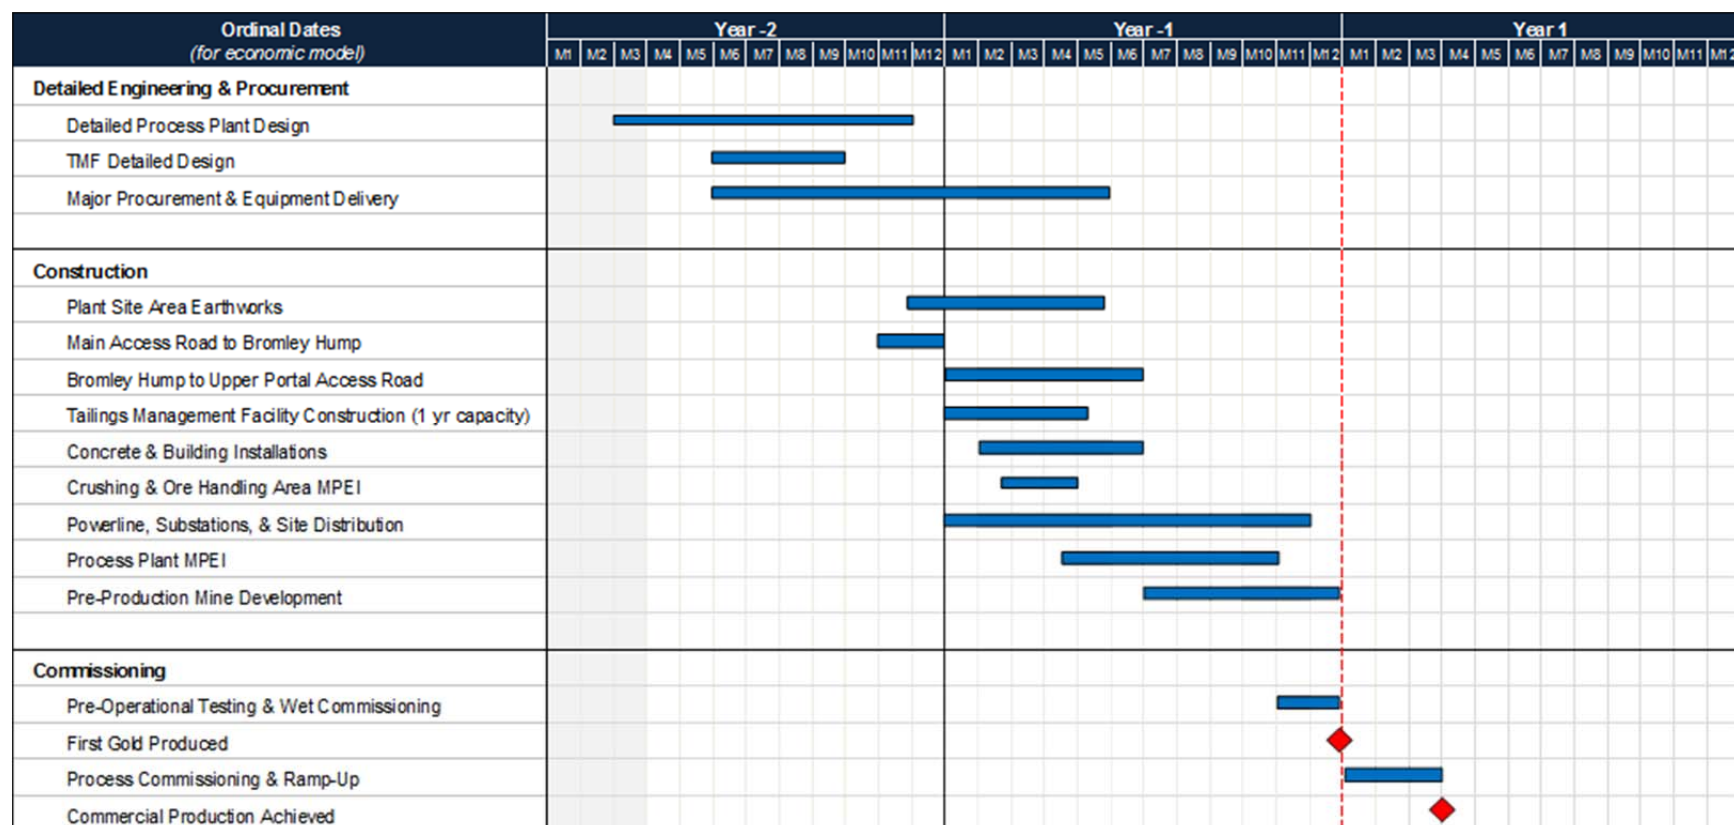 Ordinal Dates Year -2 Year -1 Year 1
(for economic model) M1 M2 M3 M4 M5 M6 M7 M8 M9 M10 M11 M12 M1 M2 M3 M4 M5 M6 M7 M8 M9 M10 M11 M12 M1 M2 M3 M4 M5 M6 M7 M8 M9 M10 M11 M12
Detailed Engineering & Procurement
Detailed Process Plant Design
TMF Detailed Design
Major Procurement & Equipment Delivery
Construction
Plant Site Area Earthworks
Main Access Road to Bromley Hump
Bromley Hump to Upper Portal Access Road
Tailings Management Facility Construction (1 yr capacity)
Concrete & Building Installations
Crushing & Ore Handling Area MPEI
Powerline, Substations, & Site Distribution
Process Plant MPEI
Pre-Production Mine Development
Commissioning
Pre-Operational Testing & Wet Commissioning
First Gold Produced
Process Commissioning & Ramp-Up
Commercial Production Achieved